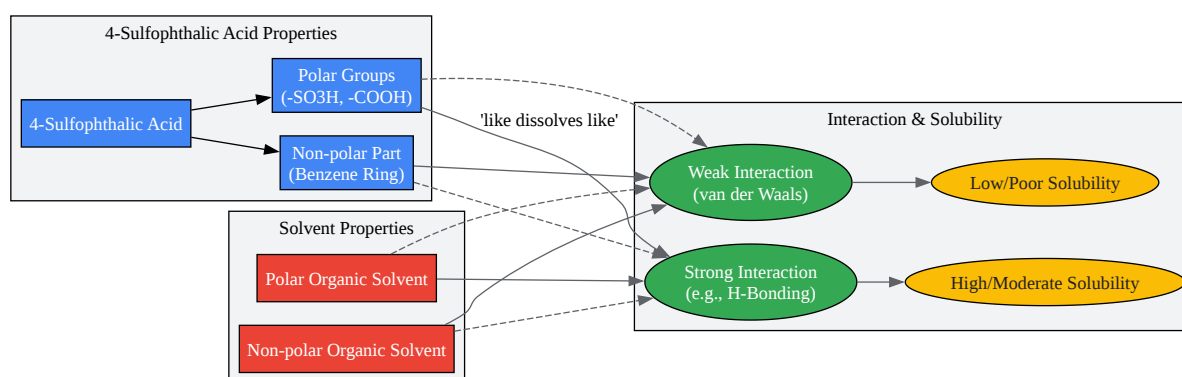 4-Sulfophthalic Acid Properties
4-Sulfophthalic Acid
Polar Groups
(-SO3H, -COOH)
Non-polar Part
(Benzene Ring)
'like dissolves like'
Solvent Properties
Polar Organic Solvent
Non-polar Organic Solvent
Interaction & Solubility
Weak Interaction
(van der Waals)
Low/Poor Solubility
Strong Interaction
(e.g., H-Bonding)
High/Moderate Solubility